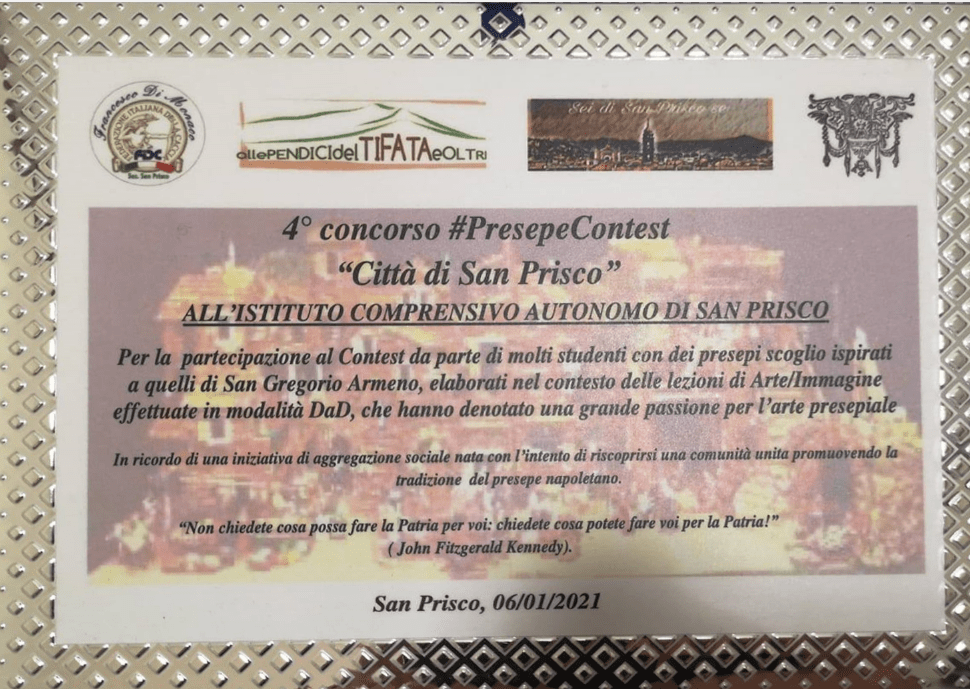 Francesco Di Monaco
FDC
Sez. San Prisco
allePENDICIdelTIFATAeOLTRE
Sei di San Prisco se
4° concorso #PresepeContest
“Città di San Prisco”
ALL’ISTITUTO COMPRENSIVO AUTONOMO DI SAN PRISCO
Per la partecipazione al Contest da parte di molti studenti con dei presepi scoglio ispirati
a quelli di San Gregorio Armeno, elaborati nel contesto delle lezioni di Arte/Immagine
effettuate in modalità DaD, che hanno denotato una grande passione per l’arte presepiale
In ricordo di una iniziativa di aggregazione sociale nata con l’intento di riscoprirsi una comunità unita promuovendo la
tradizione del presepe napoletano.
“Non chiedete cosa possa fare la Patria per voi: chiedete cosa potete fare voi per la Patria!”
( John Fitzgerald Kennedy).
San Prisco, 06/01/2021